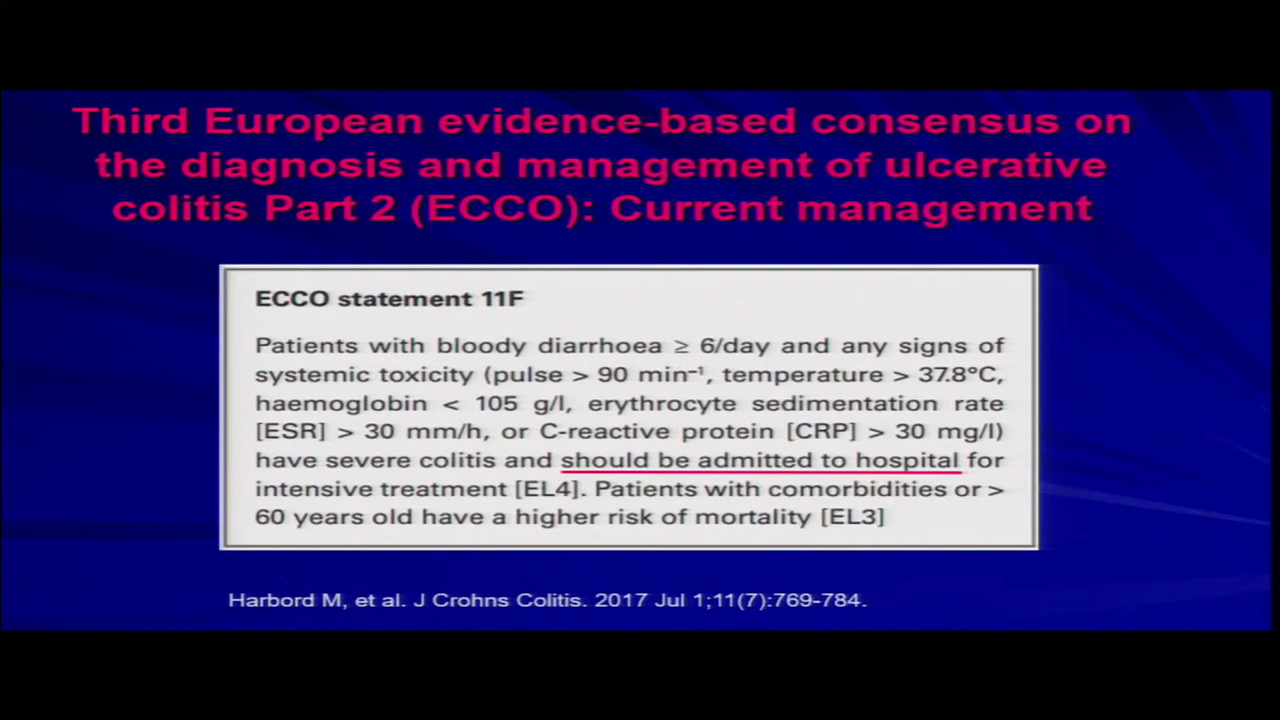 Third European evidence-based consensus on
the diagnosis and management of ulcerative
colitis Part 2 (ECCO): Current management
ECCO statement 11F
Patients with bloody diarrhoea ≥ 6/day and any signs of
systemic toxicity (pulse > 90 min⁻¹, temperature > 37.8°C,
haemoglobin < 105 g/l, erythrocyte sedimentation rate
[ESR] > 30 mm/h, or C-reactive protein [CRP] > 30 mg/l)
have severe colitis and should be admitted to hospital for
intensive treatment [EL4]. Patients with comorbidities or >
60 years old have a higher risk of mortality [EL3]
Harbord M, et al. J Crohns Colitis. 2017 Jul 1;11(7):769-784.